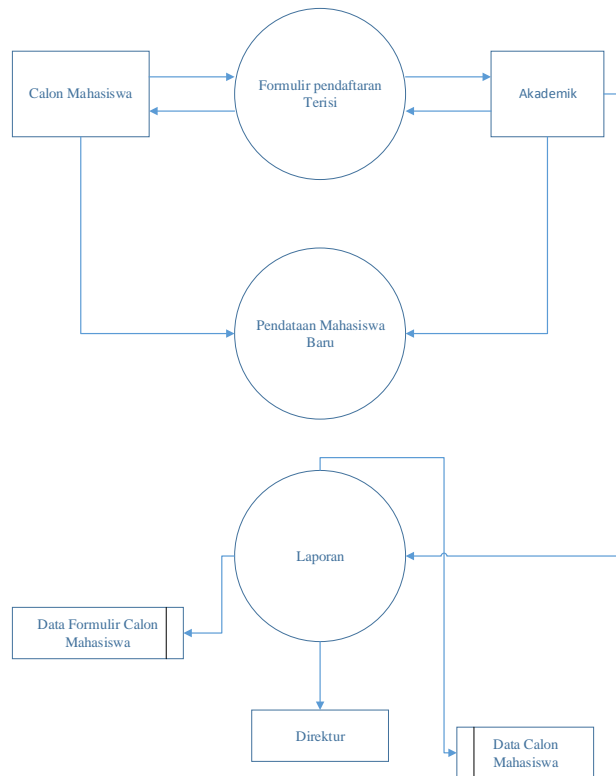 Calon Mahasiswa
Formulir pendaftaran
Terisi
Akademik
Pendataan Mahasiswa
Baru
Laporan
Data Formulir Calon
Mahasiswa
Direktur
Data Calon
Mahasiswa